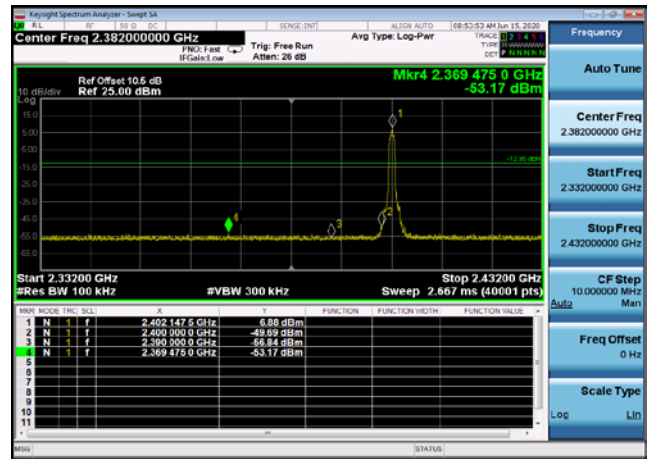 Keysight Spectrum Analyzer - Swept SA
RL RF 50 Ω DC SENSE:INT ALIGN AUTO 08:53:53 AM Jun 15, 2020
Center Freq 2.382000000 GHz
PNO: Fast
IFGain:Low
Trig: Free Run
Atten: 26 dB
Avg Type: Log-Pwr
TRACE 1 2 3 4 5 6
TYPE
DET P N N N N N
Frequency
Auto Tune
Center Freq
2.382000000 GHz
Start Freq
2.332000000 GHz
Stop Freq
2.432000000 GHz
CF Step
10.000000 MHz
Auto Man
Freq Offset
0 Hz
Scale Type
Log Lin
Mkr4 2.369 475 0 GHz
-53.17 dBm
Ref Offset 10.5 dB
10 dB/div Ref 25.00 dBm
Log
15.0
5.00
-5.00
-15.0
-25.0
-35.0
-45.0
-55.0
-65.0
1
2
3
4
Start 2.33200 GHz Stop 2.43200 GHz
#Res BW 100 kHz #VBW 300 kHz Sweep 2.667 ms (40001 pts)
MKR MODE TRC SCL X Y FUNCTION FUNCTION WIDTH FUNCTION VALUE
1 N 1 f 2.402 147 5 GHz 6.88 dBm
2 N 1 f 2.400 000 0 GHz -49.69 dBm
3 N 1 f 2.390 000 0 GHz -56.84 dBm
4 N 1 f 2.369 475 0 GHz -53.17 dBm
5
6
7
8
9
10
11
MSG STATUS